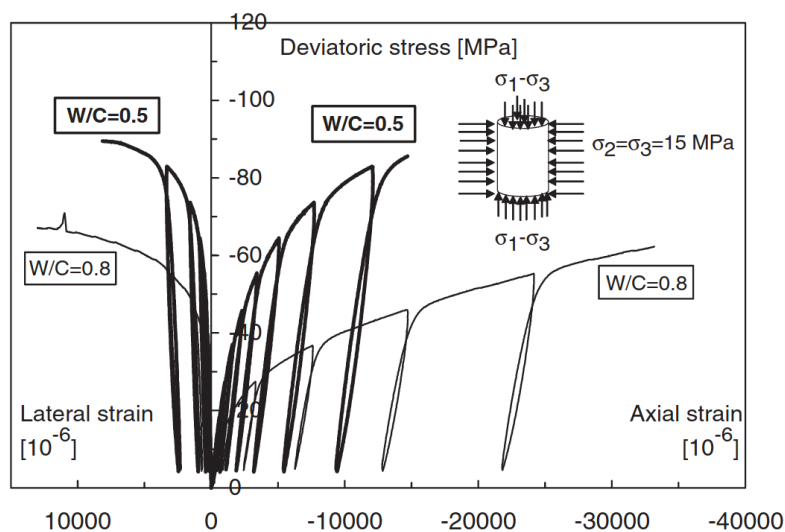 120
Deviatoric stress [MPa]
σ1-σ3
-100
W/C=0.5
W/C=0.5
σ2=σ3=15 MPa
-80
-60
σ1-σ3
W/C=0.8
W/C=0.8
-40
-20
Lateral strain
[10-6]
Axial strain
[10-6]
0
10000 0 -10000 -20000 -30000 -40000